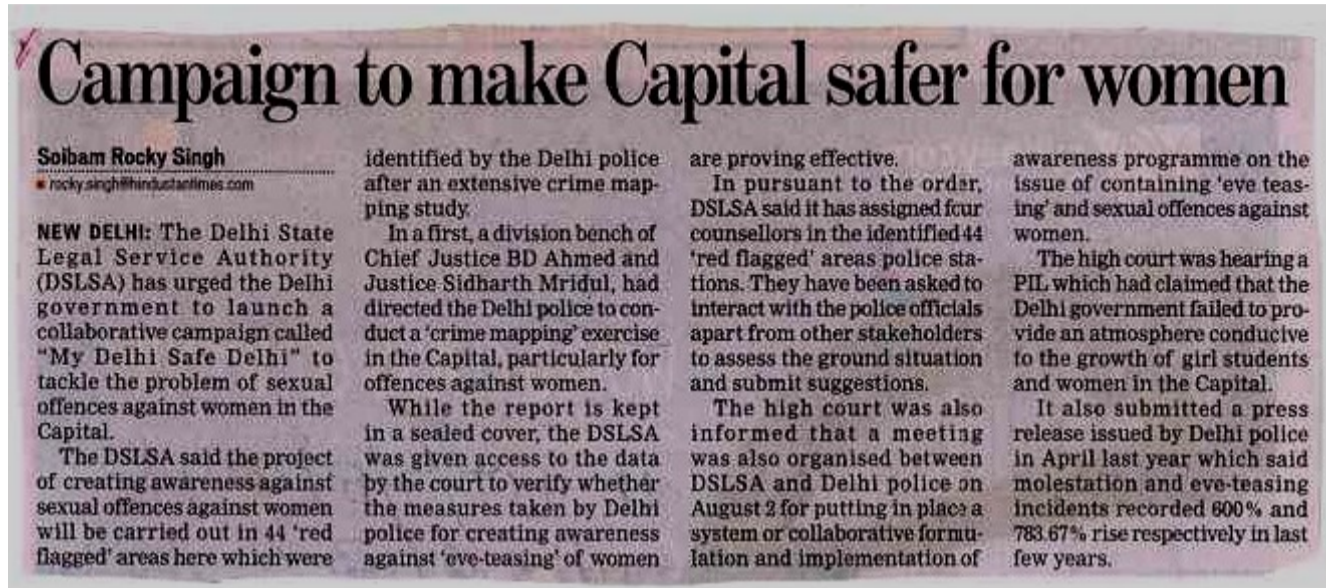 Campaign to make Capital safer for women
Soibam Rocky Singh
rocky.singh@hindustantimes.com
NEW DELHI: The Delhi State
Legal Service Authority
(DSLSA) has urged the Delhi
government to launch a
collaborative campaign called
"My Delhi Safe Delhi" to
tackle the problem of sexual
offences against women in the
Capital.
The DSLSA said the project
of creating awareness against
sexual offences against women
will be carried out in 44 'red
flagged' areas here which were
identified by the Delhi police
after an extensive crime map-
ping study.
In a first, a division bench of
Chief Justice BD Ahmed and
Justice Sidharth Mridul, had
directed the Delhi police to con-
duct a 'crime mapping' exercise
in the Capital, particularly for
offences against women.
While the report is kept
in a sealed cover, the DSLSA
was given access to the data
by the court to verify whether
the measures taken by Delhi
police for creating awareness
against 'eve-teasing' of women
are proving effective.
In pursuant to the order,
DSLSA said it has assigned four
counsellors in the identified 44
'red flagged' areas police sta-
tions. They have been asked to
interact with the police officials
apart from other stakeholders
to assess the ground situation
and submit suggestions.
The high court was also
informed that a meeting
was also organised between
DSLSA and Delhi police on
August 2 for putting in place a
system or collaborative formu-
lation and implementation of
awareness programme on the
issue of containing 'eve teas-
ing' and sexual offences against
women.
The high court was hearing a
PIL which had claimed that the
Delhi government failed to pro-
vide an atmosphere conducive
to the growth of girl students
and women in the Capital.
It also submitted a press
release issued by Delhi police
in April last year which said
molestation and eve-teasing
incidents recorded 600% and
783.67% rise respectively in last
few years.